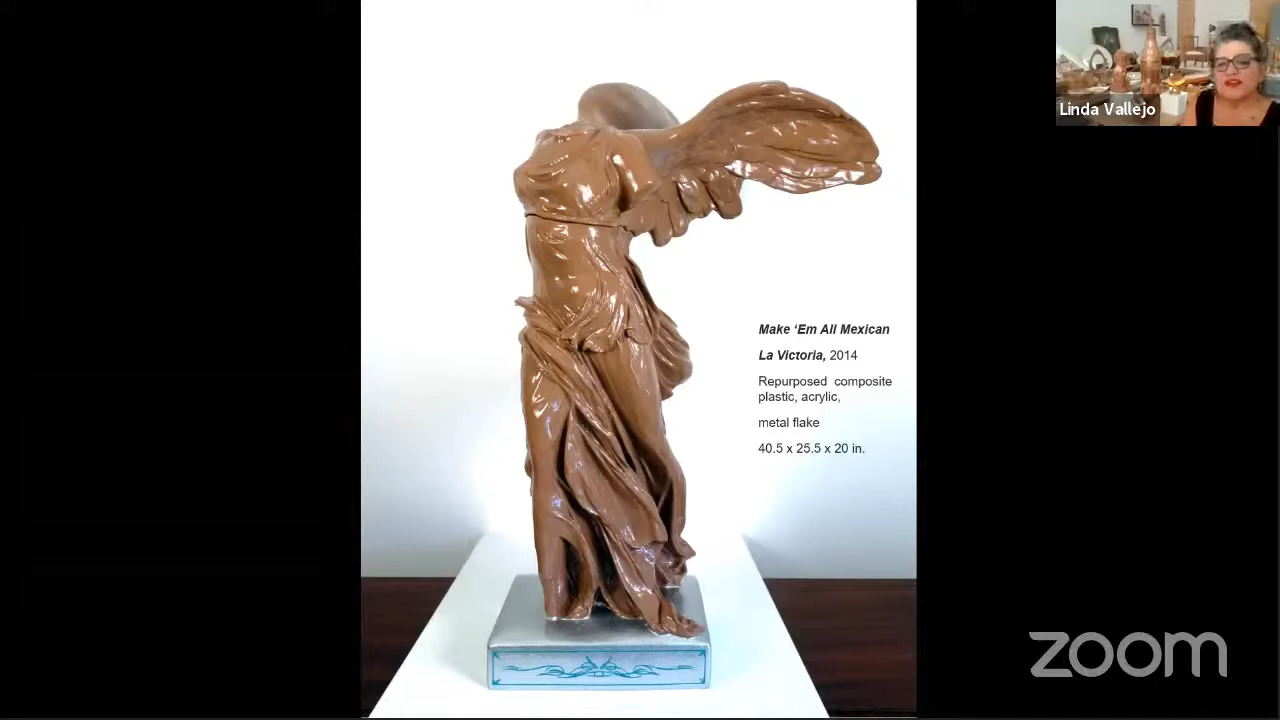 Linda Vallejo
Make ‘Em All Mexican
La Victoria, 2014
Repurposed composite
plastic, acrylic,
metal flake
40.5 x 25.5 x 20 in.
zoom